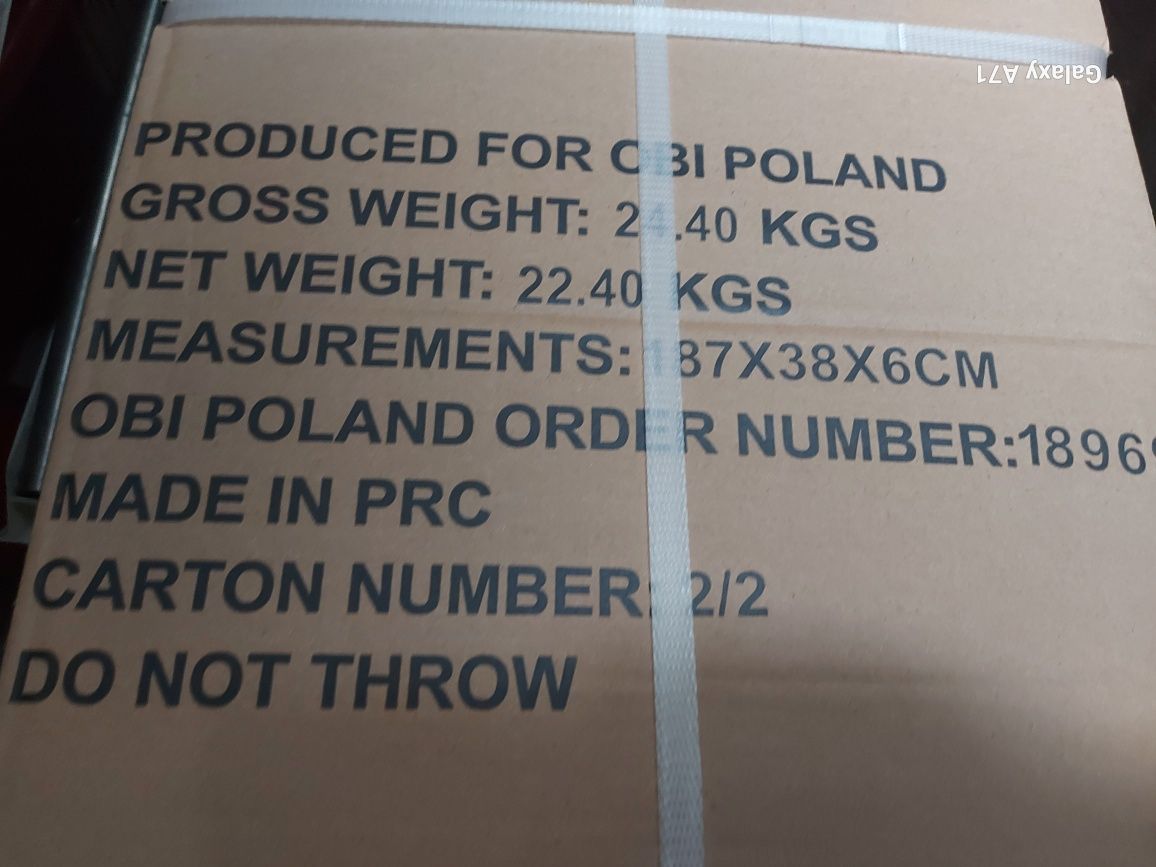 Galaxy A71
PRODUCED FOR OBI POLAND
GROSS WEIGHT: 24.40 KGS
NET WEIGHT: 22.40 KGS
MEASUREMENTS: 187X38X6CM
OBI POLAND ORDER NUMBER:1896
MADE IN PRC
CARTON NUMBER: 2/2
DO NOT THROW